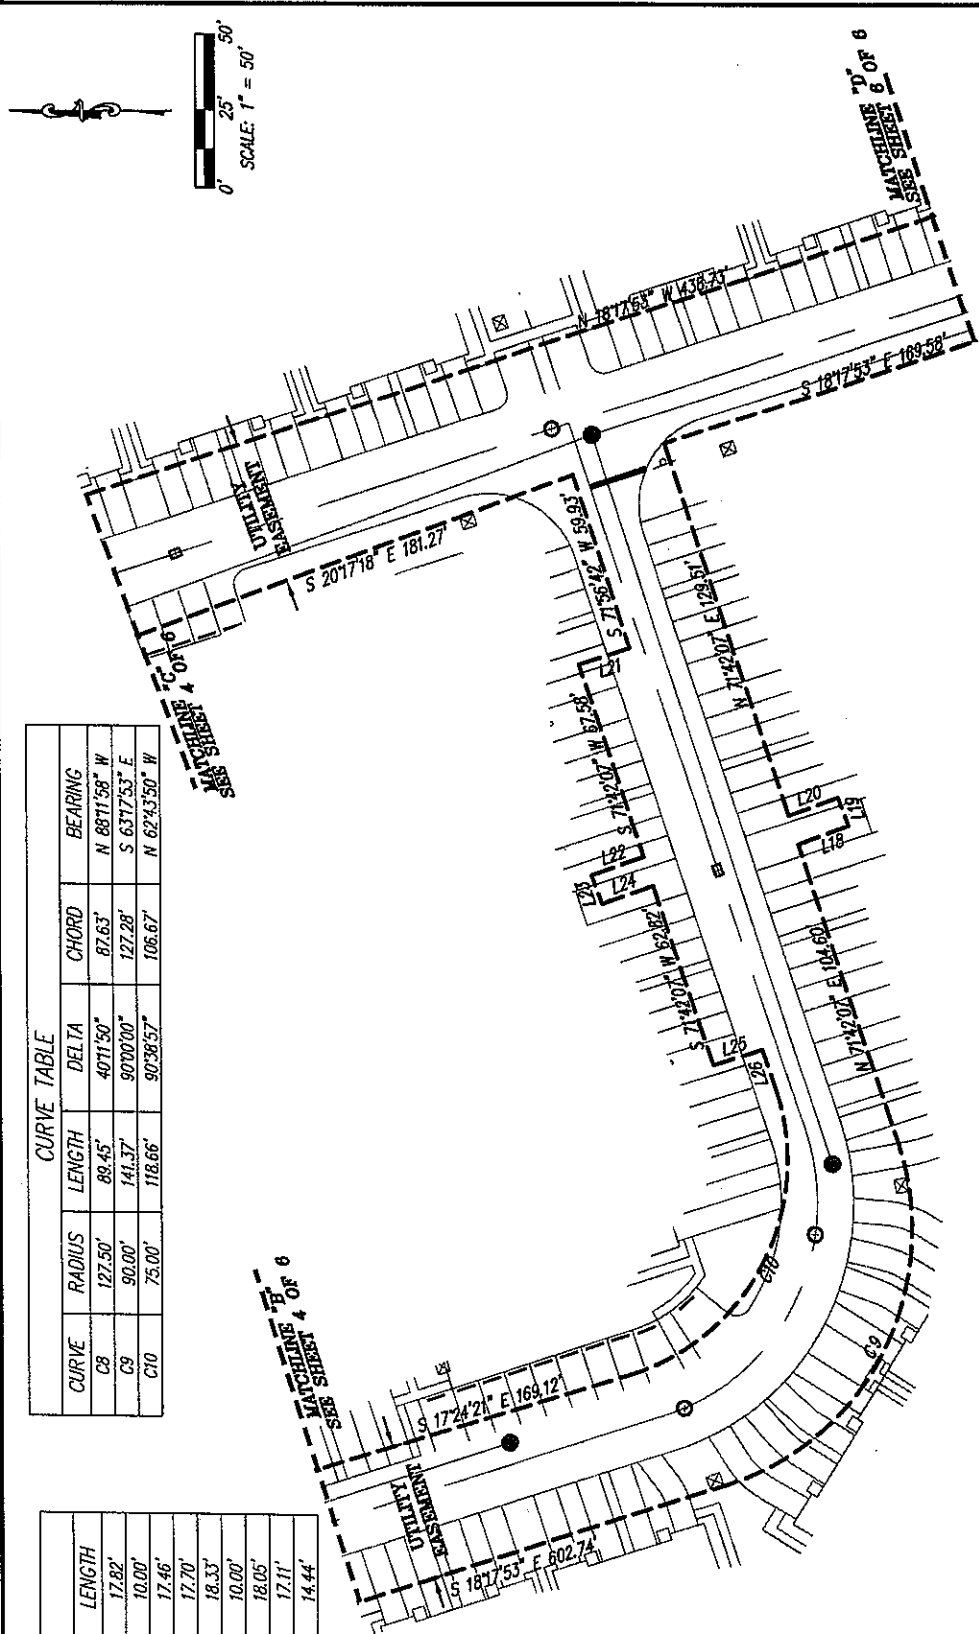 0' 25' 50'
SCALE: 1" = 50'
MATCHLINE "D"
SEE SHEET 6 OF 6
N 18°17'53" W 438.73'
S 18°17'53" E 169.58'
UTILITY
EASEMENT
S 20°17'18" E 181.27'
MATCHLINE "C"
SEE SHEET 4 OF 6
S 71°56'42" W 59.93'
L21
S 71°42'07" W 67.58'
L22
L23
L24
S 71°42'07" W 62.82'
L25
L26
N 71°42'07" E 129.61'
L20
L19
L18
N 71°42'07" E 104.60'
C10
C9
CURVE TABLE
CURVE RADIUS LENGTH DELTA CHORD BEARING
C8 127.50' 89.45' 40°11'50" 87.63' N 88°11'58" W
C9 90.00' 141.37' 90°00'00" 127.28' S 63°17'53" E
C10 75.00' 118.66' 90°38'57" 106.67' N 62°43'50" W
MATCHLINE "B"
SEE SHEET 4 OF 6
S 17°24'21" E 169.12'
UTILITY
EASEMENT
S 18°17'53" E 602.74'
LENGTH
17.82'
10.00'
17.46'
17.70'
18.33'
10.00'
18.05'
17.11'
14.44'